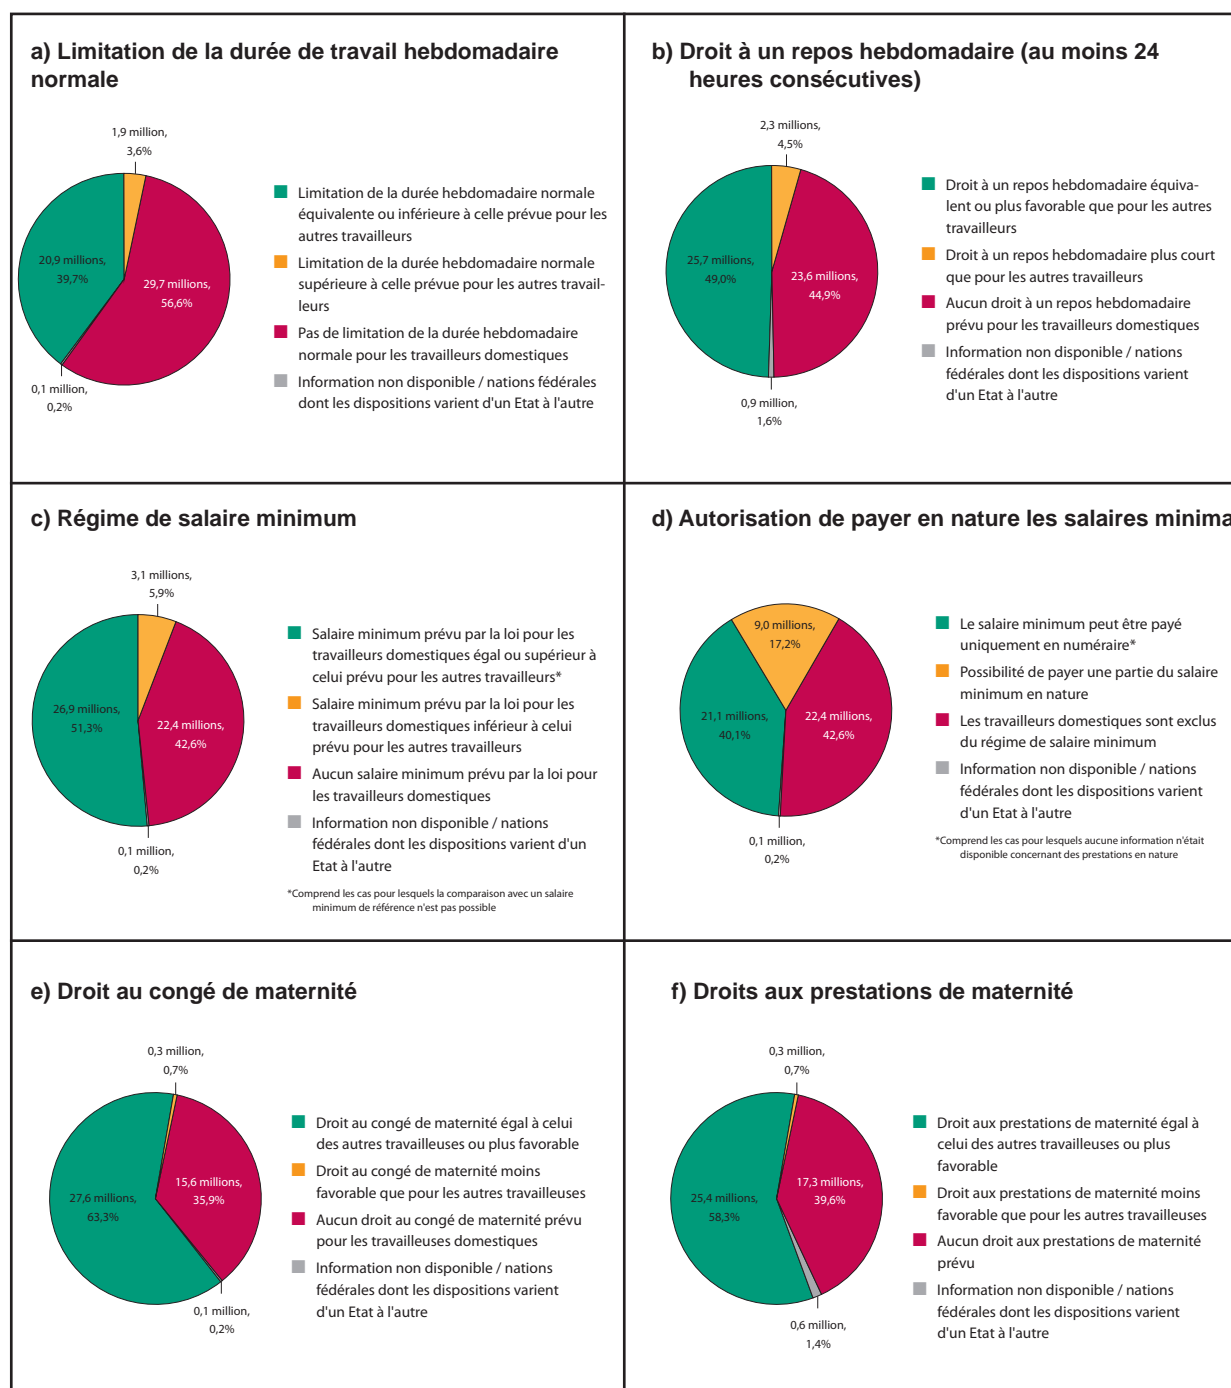 a) Limitation de la durée de travail hebdomadaire
normale
1,9 million,
3,6%
20,9 millions,
39,7%
29,7 millions,
56,6%
0,1 million,
0,2%
Limitation de la durée hebdomadaire normale
équivalente ou inférieure à celle prévue pour les
autres travailleurs
Limitation de la durée hebdomadaire normale
supérieure à celle prévue pour les autres travail-
leurs
Pas de limitation de la durée hebdomadaire
normale pour les travailleurs domestiques
Information non disponible / nations fédérales
dont les dispositions varient d'un Etat à l'autre
b) Droit à un repos hebdomadaire (au moins 24
heures consécutives)
2,3 millions,
4,5%
25,7 millions,
49,0%
23,6 millions,
44,9%
0,9 million,
1,6%
Droit à un repos hebdomadaire équiva-
lent ou plus favorable que pour les autres
travailleurs
Droit à un repos hebdomadaire plus court
que pour les autres travailleurs
Aucun droit à un repos hebdomadaire
prévu pour les travailleurs domestiques
Information non disponible / nations
fédérales dont les dispositions varient
d'un Etat à l'autre
c) Régime de salaire minimum
3,1 millions,
5,9%
26,9 millions,
51,3%
22,4 millions,
42,6%
0,1 million,
0,2%
Salaire minimum prévu par la loi pour les
travailleurs domestiques égal ou supérieur à
celui prévu pour les autres travailleurs*
Salaire minimum prévu par la loi pour les
travailleurs domestiques inférieur à celui
prévu pour les autres travailleurs
Aucun salaire minimum prévu par la loi pour
les travailleurs domestiques
Information non disponible / nations
fédérales dont les dispositions varient d'un
Etat à l'autre
*Comprend les cas pour lesquels la comparaison avec un salaire
minimum de référence n'est pas possible
d) Autorisation de payer en nature les salaires minima
9,0 millions,
17,2%
21,1 millions,
40,1%
22,4 millions,
42,6%
0,1 million,
0,2%
Le salaire minimum peut être payé
uniquement en numéraire*
Possibilité de payer une partie du salaire
minimum en nature
Les travailleurs domestiques sont exclus
du régime de salaire minimum
Information non disponible / nations
fédérales dont les dispositions varient
d'un Etat à l'autre
*Comprend les cas pour lesquels aucune information n'était
disponible concernant des prestations en nature
e) Droit au congé de maternité
0,3 million,
0,7%
27,6 millions,
63,3%
15,6 millions,
35,9%
0,1 million,
0,2%
Droit au congé de maternité égal à celui
des autres travailleuses ou plus favorable
Droit au congé de maternité moins
favorable que pour les autres travailleuses
Aucun droit au congé de maternité prévu
pour les travailleuses domestiques
Information non disponible / nations
fédérales dont les dispositions varient
d'un Etat à l'autre
f) Droits aux prestations de maternité
0,3 million,
0,7%
25,4 millions,
58,3%
17,3 millions,
39,6%
0,6 million,
1,4%
Droit aux prestations de maternité égal à
celui des autres travailleuses ou plus
favorable
Droit aux prestations de maternité moins
favorable que pour les autres travailleuses
Aucun droit aux prestations de maternité
prévu
Information non disponible / nations
fédérales dont les dispositions varient
d'un Etat à l'autre